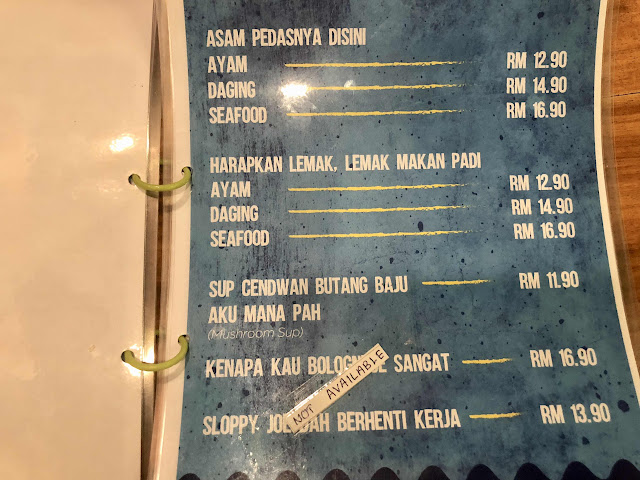 ASAM PEDASNYA DISINI
AYAM RM 12.90
DAGING RM 14.90
SEAFOOD RM 16.90
HARAPKAN LEMAK, LEMAK MAKAN PADI
AYAM RM 12.90
DAGING RM 14.90
SEAFOOD RM 16.90
SUP CENDWAN BUTANG BAJU RM 11.90
AKU MANA PAH
(Mushroom Sup)
KENAPA KAU SANGAT RM 16.90
NOT AVAILABLE
SLOPPY BERHENTI KERJA RM 13.90